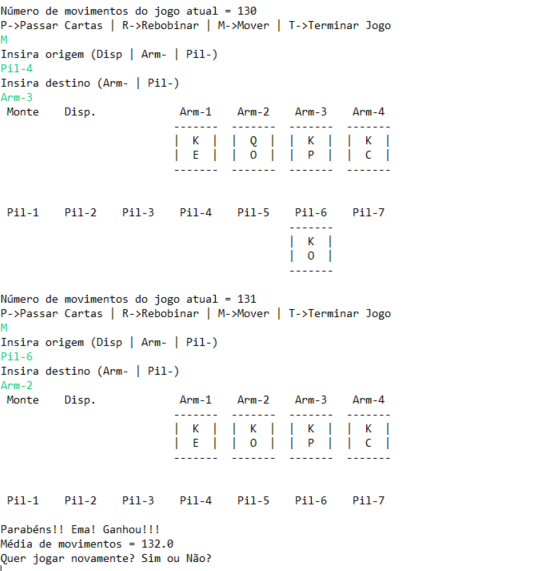 Número de movimentos do jogo atual = 130
P->Passar Cartas | R->Rebobinar | M->Mover | T->Terminar Jogo
M
Insira origem (Disp | Arm- | Pil-)
Pil-4
Insira destino (Arm- | Pil-)
Arm-3
Monte Disp. Arm-1 Arm-2 Arm-3 Arm-4
------- ------- ------- -------
| K | | Q | | K | | K |
| E | | O | | P | | C |
------- ------- ------- -------
Pil-1 Pil-2 Pil-3 Pil-4 Pil-5 Pil-6 Pil-7
-------
| K |
| O |
-------
Número de movimentos do jogo atual = 131
P->Passar Cartas | R->Rebobinar | M->Mover | T->Terminar Jogo
M
Insira origem (Disp | Arm- | Pil-)
Pil-6
Insira destino (Arm- | Pil-)
Arm-2
Monte Disp. Arm-1 Arm-2 Arm-3 Arm-4
------- ------- ------- -------
| K | | K | | K | | K |
| E | | O | | P | | C |
------- ------- ------- -------
Pil-1 Pil-2 Pil-3 Pil-4 Pil-5 Pil-6 Pil-7
Parabéns!! Ema! Ganhou!!!
Média de movimentos = 132.0
Quer jogar novamente? Sim ou Não?